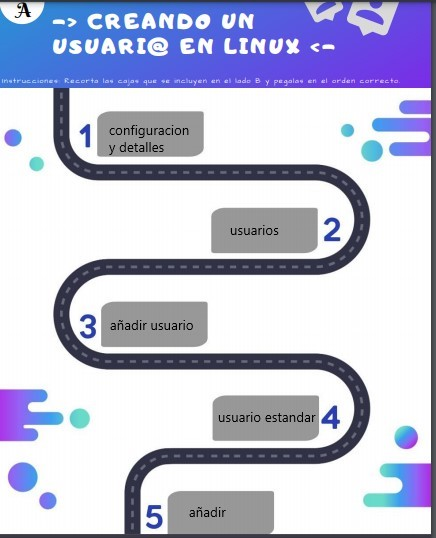 A
-> CREANDO UN
USUARI@ EN LINUX <-
Instrucciones: Recorta las cajas que se incluyen en el lado B y pegalas en el orden correcto.
1 configuracion
y detalles
usuarios 2
3 añadir usuario
usuario estandar 4
5 añadir